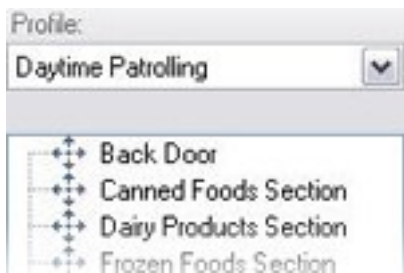 Profile:
Daytime Patrolling
Back Door
Canned Foods Section
Dairy Products Section
Frozen Foods Section